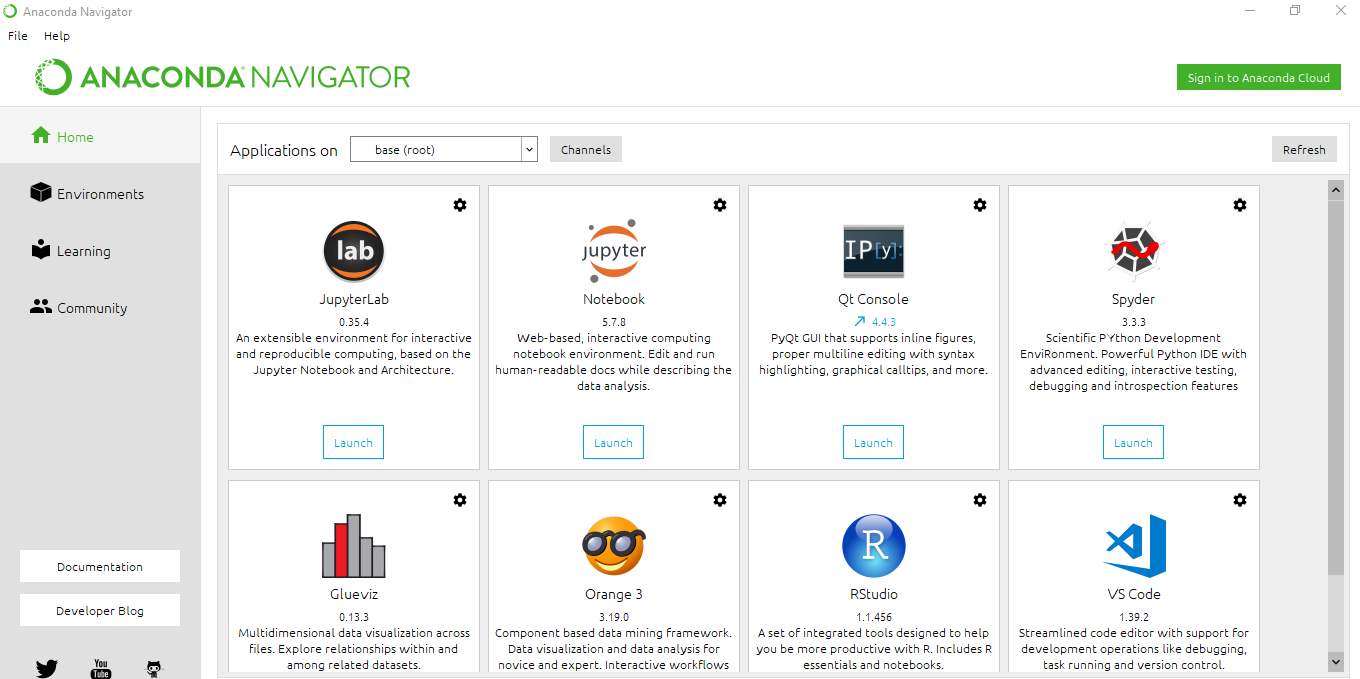 Anaconda Navigator
File Help
ANACONDA NAVIGATOR
Sign in to Anaconda Cloud
Home
Environments
Learning
Community
Documentation
Developer Blog
You
Tube
Applications on
base (root)
Channels
Refresh
lab
JupyterLab
0.35.4
An extensible environment for interactive
and reproducible computing, based on the
Jupyter Notebook and Architecture.
Launch
jupyter
Notebook
5.7.8
Web-based, interactive computing
notebook environment. Edit and run
human-readable docs while describing the
data analysis.
Launch
IP[y]:
Qt Console
4.4.3
PyQt GUI that supports inline figures,
proper multiline editing with syntax
highlighting, graphical calltips, and more.
Launch
Spyder
3.3.3
Scientific PYthon Development
EnviRonment. Powerful Python IDE with
advanced editing, interactive testing,
debugging and introspection features
Launch
Glueviz
0.13.3
Multidimensional data visualization across
files. Explore relationships within and
among related datasets.
Orange 3
3.19.0
Component based data mining framework.
Data visualization and data analysis for
novice and expert. Interactive workflows
R
RStudio
1.1.456
A set of integrated tools designed to help
you be more productive with R. Includes R
essentials and notebooks.
VS Code
1.39.2
Streamlined code editor with support for
development operations like debugging,
task running and version control.